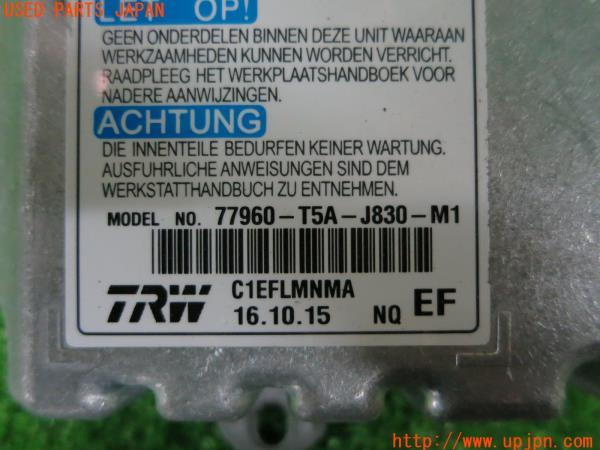 USED PARTS JAPAN
LET OP!
GEEN ONDERDELEN BINNEN DEZE UNIT WAARAAN
WERKZAAMHEDEN KUNNEN WORDEN VERRICHT.
RAADPLEEG HET WERKPLAATSHANDBOEK VOOR
NADERE AANWIJZINGEN.
ACHTUNG
DIE INNENTEILE BEDURFEN KEINER WARTUNG.
AUSFUHRLICHE ANWEISUNGEN SIND DEM
WERKSTATTHANDBUCH ZU ENTNEHMEN.
MODEL NO. 77960-T5A-J830-M1
TRW C1EFLMNMA
16.10.15 NQ EF
http://www.upjpn.com/